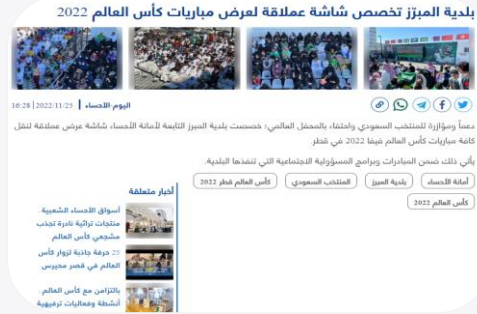 بلدية المبرّز تخصص شاشة عملاقة لعرض مباريات كأس العالم 2022
اليوم-الأحساء | 2022/11/25 | 16:28
دعماً ومؤازرة للمنتخب السعودي واحتفاء بالمحفل العالمي؛ خصصت بلدية المبرز التابعة لأمانة الأحساء شاشة عرض عملاقة لنقل
كافة مباريات كأس العالم فيفا 2022 في قطر.
يأتي ذلك ضمن المبادرات وبرامج المسؤولية الاجتماعية التي تنفذها البلدية.
أمانة الأحساء
بلدية المبرز
المنتخب السعودي
كأس العالم قطر 2022
كأس العالم 2022
أخبار متعلقة
أسواق الأحساء الشعبية ..
منتجات تراثية نادرة تجذب
مشجعي كأس العالم
25 حرفة جاذبة لزوار كأس
العالم في قصر محيرس
بالتزامن مع كأس العالم ..
أنشطة وفعاليات ترفيهية